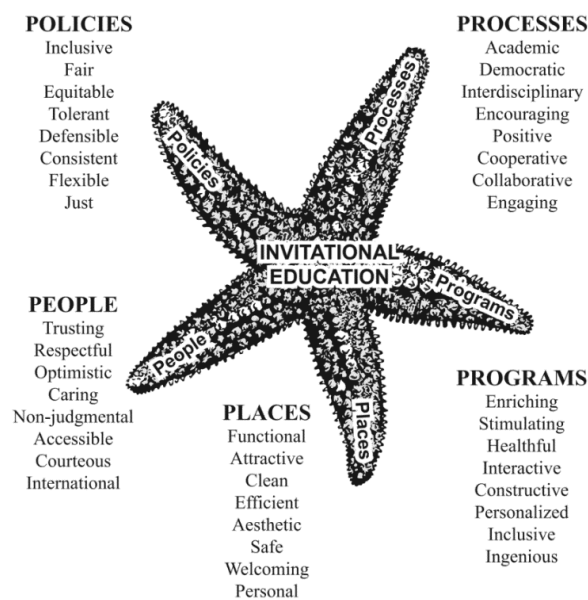 POLICIES
Inclusive
Fair
Equitable
Tolerant
Defensible
Consistent
Flexible
Just
PROCESSES
Academic
Democratic
Interdisciplinary
Encouraging
Positive
Cooperative
Collaborative
Engaging
Policies
Processes
INVITATIONAL
EDUCATION
Programs
People
Places
PEOPLE
Trusting
Respectful
Optimistic
Caring
Non-judgmental
Accessible
Courteous
International
PLACES
Functional
Attractive
Clean
Efficient
Aesthetic
Safe
Welcoming
Personal
PROGRAMS
Enriching
Stimulating
Healthful
Interactive
Constructive
Personalized
Inclusive
Ingenious